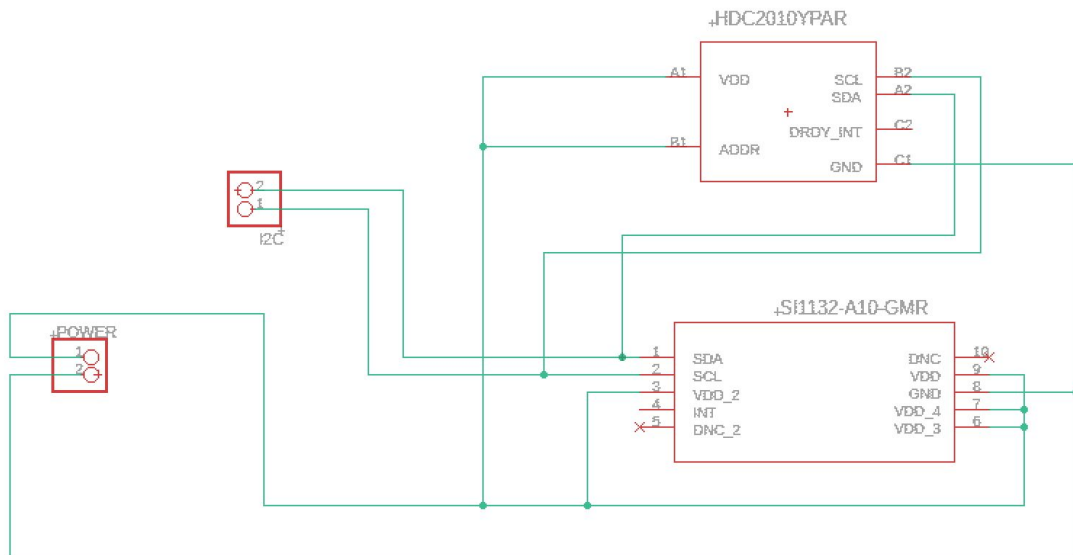 HDC2010YPAR
A1 VDD SCL B2
SDA A2
DRDY_INT C2
B1 ADDR
GND C1
2
1
I2C
SI1132-A10-GMR
POWER
1
2
1 SDA DNC 10
2 SCL VDD 9
3 VDD_2 GND 8
4 INT VDD_4 7
5 DNC_2 VDD_3 6